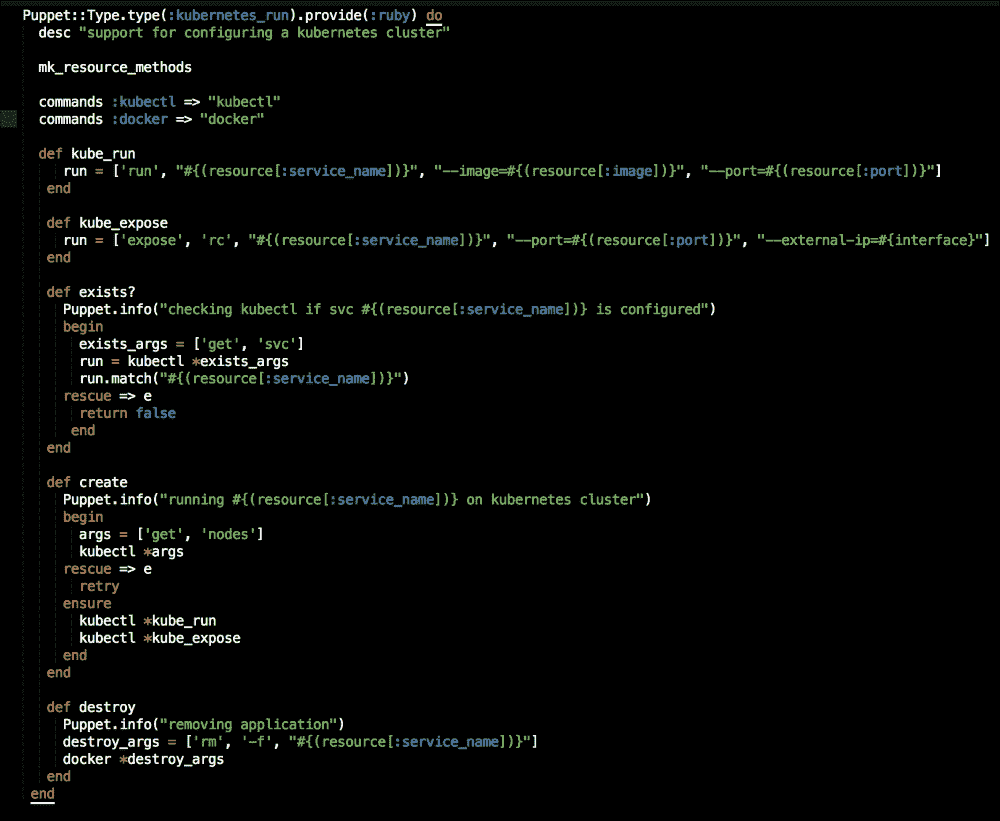 Puppet::Type.type(:kubernetes_run).provide(:ruby) do
desc "support for configuring a kubernetes cluster"
mk_resource_methods
commands :kubectl => "kubectl"
commands :docker => "docker"
def kube_run
run = ['run', "#{(resource[:service_name])}", "--image=#{(resource[:image])}", "--port=#{(resource[:port])}"]
end
def kube_expose
run = ['expose', 'rc', "#{(resource[:service_name])}", "--port=#{(resource[:port])}", "--external-ip=#{interface}"]
end
def exists?
Puppet.info("checking kubectl if svc #{(resource[:service_name])} is configured")
begin
exists_args = ['get', 'svc']
run = kubectl *exists_args
run.match("#{(resource[:service_name])}")
rescue => e
return false
end
end
def create
Puppet.info("running #{(resource[:service_name])} on kubernetes cluster")
begin
args = ['get', 'nodes']
kubectl *args
rescue => e
retry
ensure
kubectl *kube_run
kubectl *kube_expose
end
end
def destroy
Puppet.info("removing application")
destroy_args = ['rm', '-f', "#{(resource[:service_name])}"]
docker *destroy_args
end
end